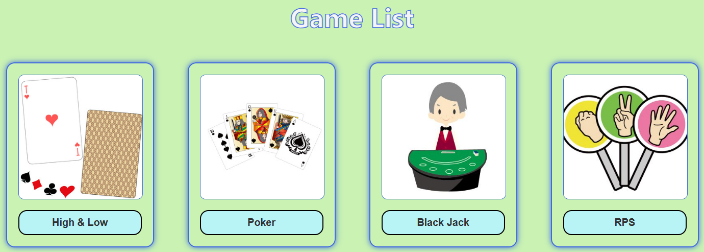 Game List
High & Low
Poker
Black Jack
RPS